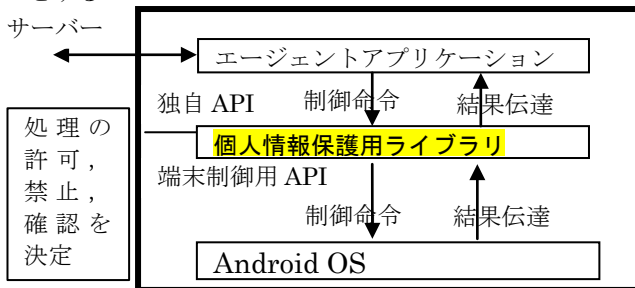 サーバー
エージェントアプリケーション
独自 API
制御命令
結果伝達
処理の
許可，
禁止，
確認を
決定
個人情報保護用ライブラリ
端末制御用 API
制御命令
結果伝達
Android OS